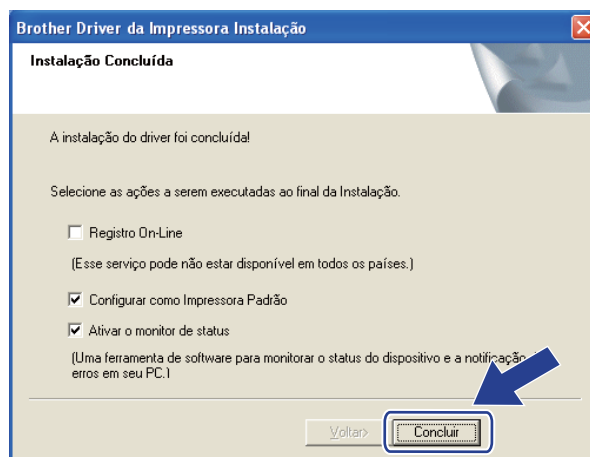 Brother Driver da Impressora Instalação
Instalação Concluída
A instalação do driver foi concluída!
Selecione as ações a serem executadas ao final da Instalação.
Registro On-Line
(Esse serviço pode não estar disponível em todos os países.)
Configurar como Impressora Padrão
Ativar o monitor de status
(Uma ferramenta de software para monitorar o status do dispositivo e a notificação
erros em seu PC.)
Voltar>
Concluir